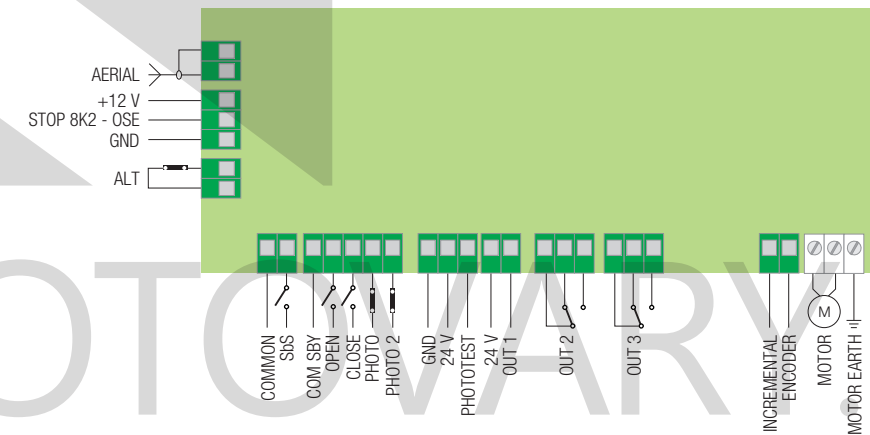 AERIAL
+12 V
STOP 8K2 - OSE
GND
ALT
COMMON
SbS
COM SBY
OPEN
CLOSE
PHOTO
PHOTO 2
GND
24 V
PHOTOTEST
24 V
OUT 1
OUT 2
OUT 3
INCREMENTAL
ENCODER
M
MOTOR
MOTOR EARTH
OTOVARY.